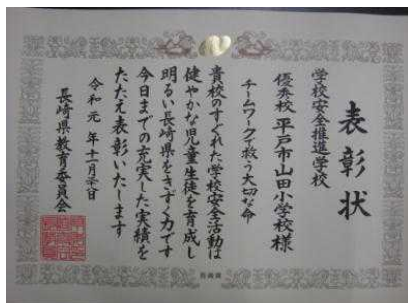 表彰状
学校安全推進学校
優秀校 平戸市山田小学校様
チームワークで救う大切な命
貴校のすぐれた学校安全活動は
健やかな児童生徒を育成し
明るい長崎県をきずく力です
今日までの充実した実績を
たたえ表彰いたします
令和元年十一月
長崎県教育委員会